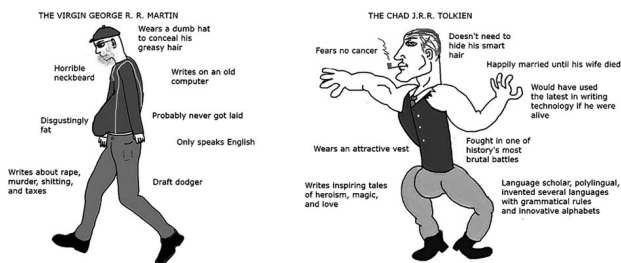 THE VIRGIN GEORGE R. R. MARTIN
Wears a dumb hat
to conceal his
greasy hair
Horrible
neckbeard
Writes on an old
computer
Disgustingly
fat
Probably never got laid
Only speaks English
Writes about rape,
murder, shitting,
and taxes
Draft dodger
THE CHAD J.R.R. TOLKIEN
Fears no cancer
Doesn't need to
hide his smart
hair
Happily married until his wife died
Would have used
the latest in writing
technology if he were
alive
Wears an attractive vest
Fought in one of
history's most
brutal battles
Writes inspiring tales
of heroism, magic,
and love
Language scholar, polylingual,
invented several languages
with grammatical rules
and innovative alphabets